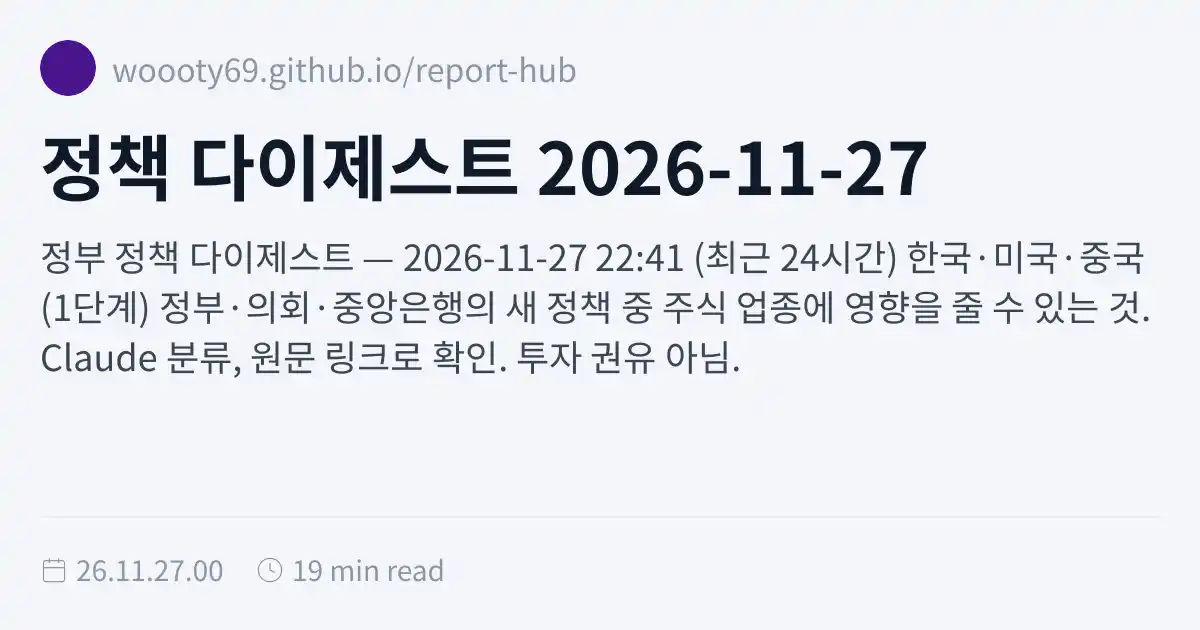 woooty69.github.io/report-hub
정책 다이제스트 2026-11-27
정부 정책 다이제스트 — 2026-11-27 22:41 (최근 24시간) 한국·미국·중국
(1단계) 정부·의회·중앙은행의 새 정책 중 주식 업종에 영향을 줄 수 있는 것.
Claude 분류, 원문 링크로 확인. 투자 권유 아님.
26.11.27.00 19 min read